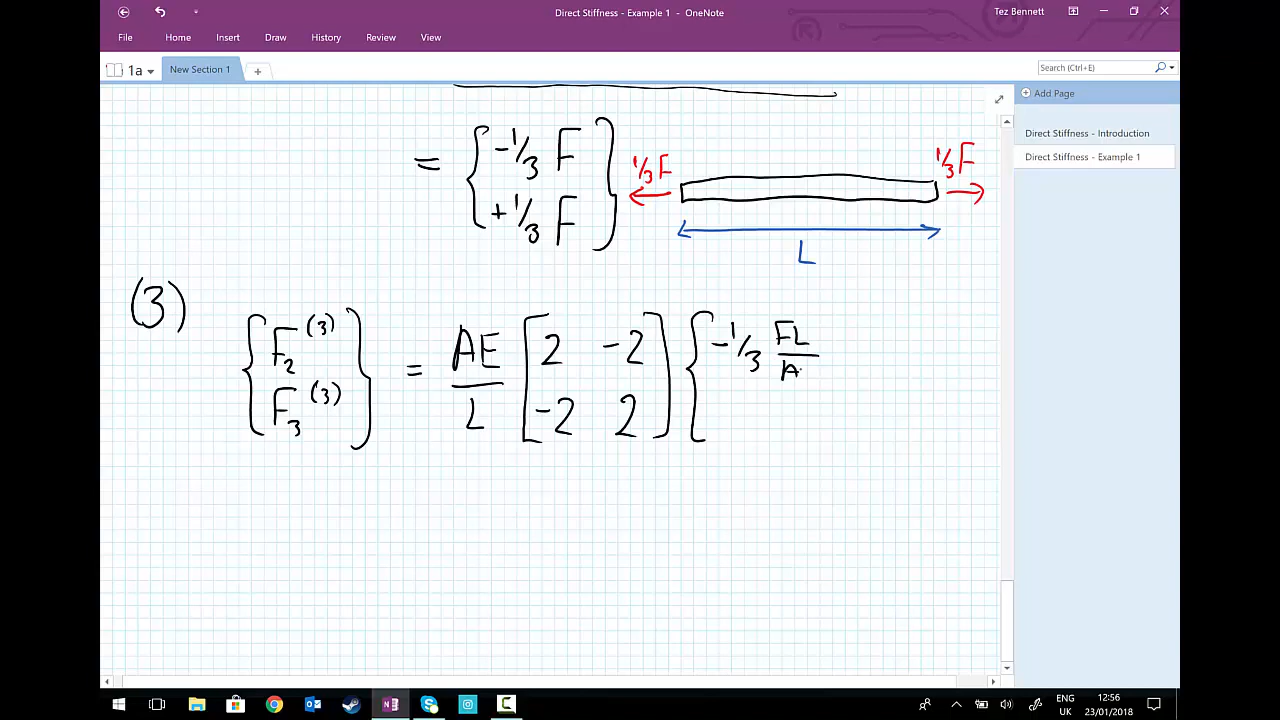 Direct Stiffness - Example 1 - OneNote
Tez Bennett
File Home Insert Draw History Review View
1a New Section 1 +
Search (Ctrl+E)
Add Page
Direct Stiffness - Introduction
Direct Stiffness - Example 1
= { -1/3 F
+1/3 F }
1/3 F
1/3 F
L
(3)
{ F2(3)
F3(3) }
= AE/L
[ 2 -2
-2 2 ]
{ -1/3 FL/A
ENG
UK
12:56
23/01/2018